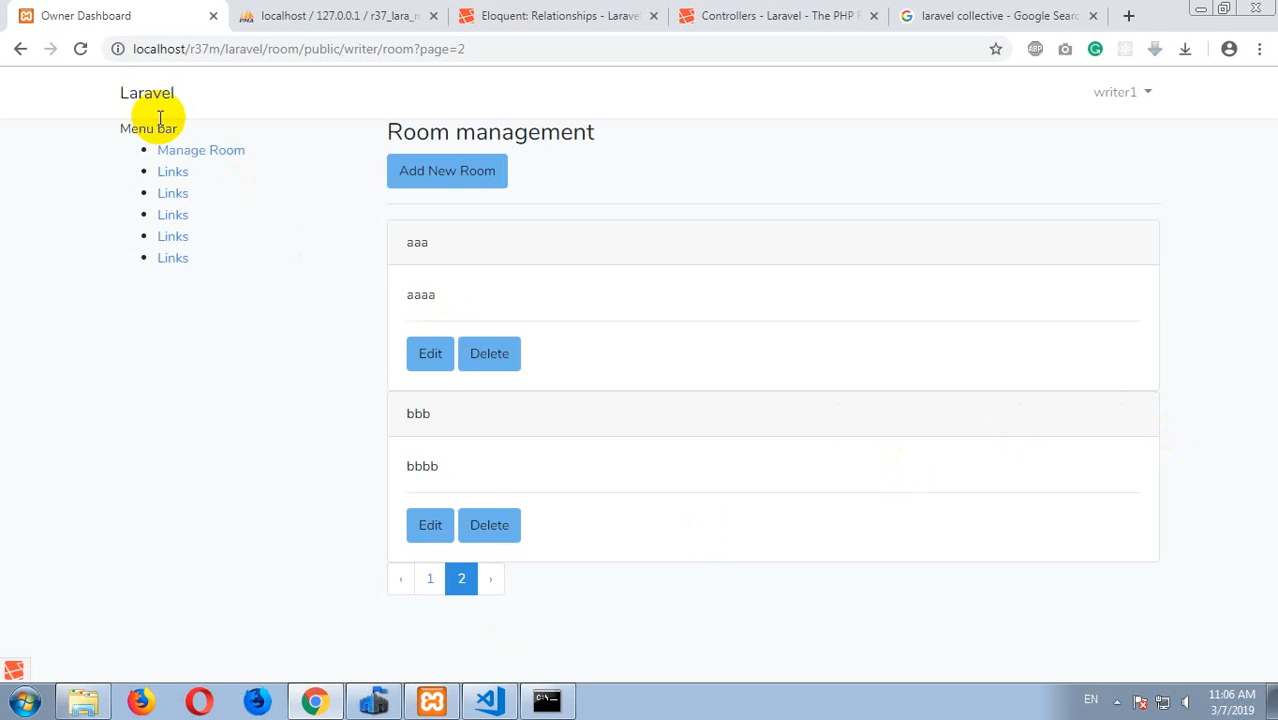 Owner Dashboard
localhost / 127.0.0.1 / r37_lara_r
Eloquent: Relationships - Larave
Controllers - Laravel - The PHP F
laravel collective - Google Searc
localhost/r37m/laravel/room/public/writer/room?page=2
ABP
Laravel
writer1
Menu bar
Manage Room
Links
Links
Links
Links
Links
Room management
Add New Room
aaa
aaaa
Edit Delete
bbb
bbbb
Edit Delete
‹ 1 2 ›
EN
11:06 AM
3/7/2019